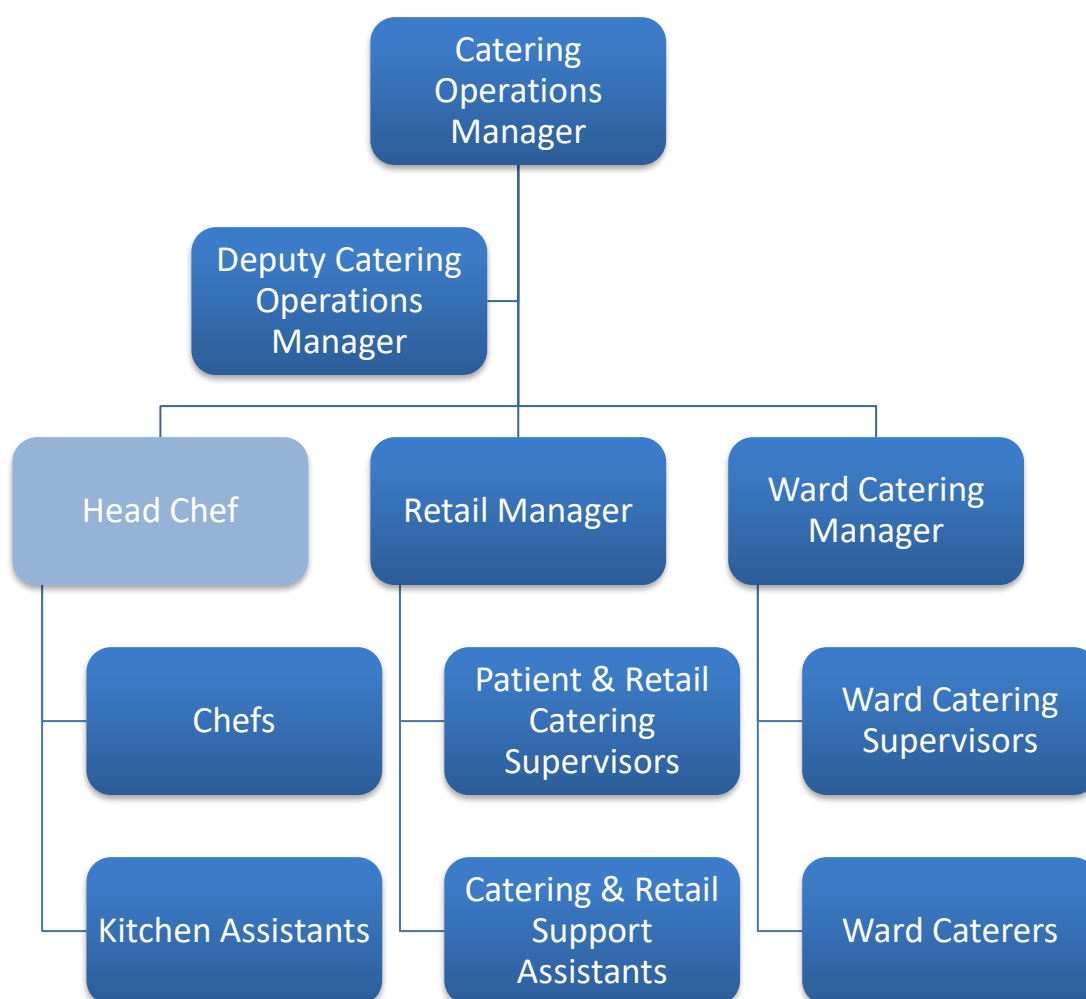 Catering
Operations
Manager
Deputy Catering
Operations
Manager
Head Chef
Retail Manager
Ward Catering
Manager
Chefs
Patient & Retail
Catering
Supervisors
Ward Catering
Supervisors
Kitchen Assistants
Catering & Retail
Support
Assistants
Ward Caterers